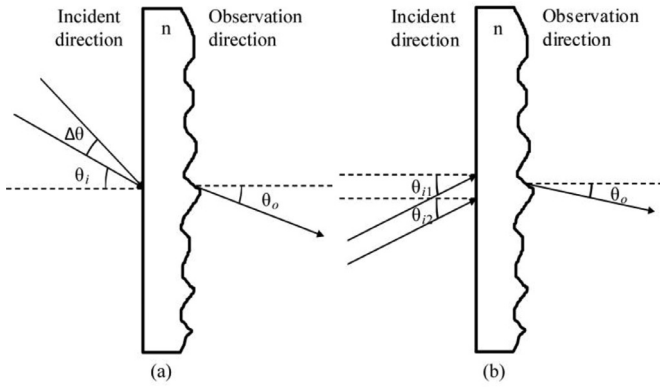 Incident
direction
n
Observation
direction
Δθ
θi
θo
(a)
Incident
direction
n
Observation
direction
θi1
θi2
θo
(b)